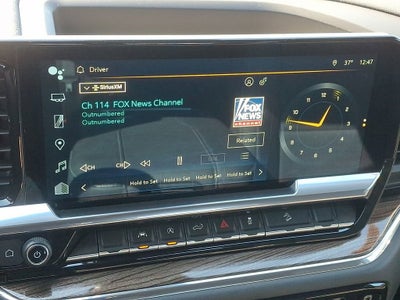 Driver
37°
12:47
SiriusXM
Ch 114 FOX News Channel
Outnumbered
Outnumbered
FOX
NEWS
channel
Related
CH
CH
Hold to Set
Hold to Set
Hold to Set
Hold to Set
12